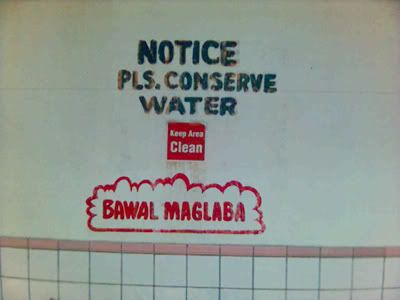 NOTICE
PLS. CONSERVE
WATER
Keep Area
Clean
BAWAL MAGLABA